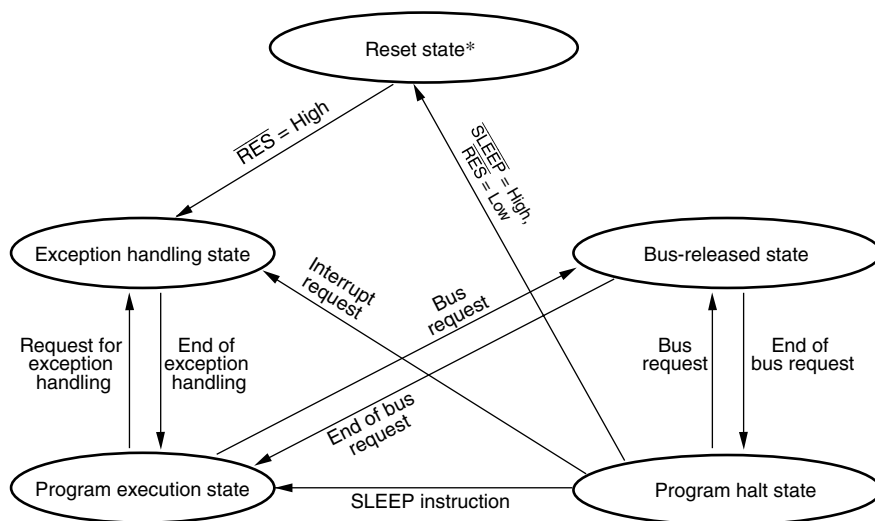 Reset state*
RES = High
SLEEP = High,
RES = Low
Exception handling state
Bus-released state
Interrupt
request
Bus
request
Request for
exception
handling
End of
exception
handling
Bus
request
End of
bus request
End of bus
request
Program execution state
SLEEP instruction
Program halt state